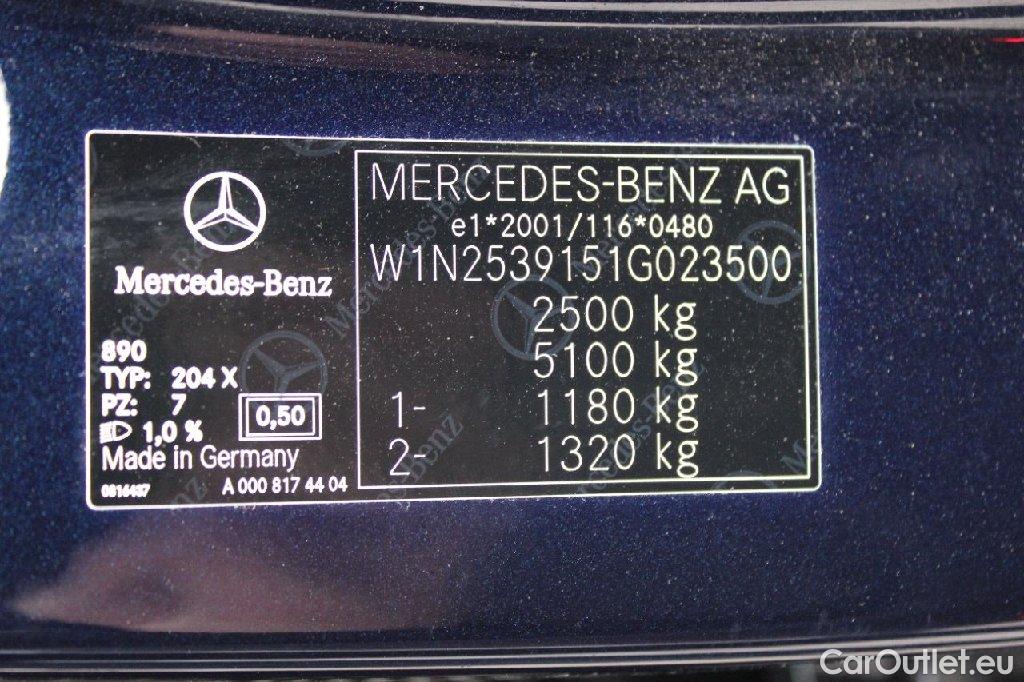 Mercedes-Benz
890
TYP: 204 X
PZ: 7
1,0 %
0,50
Made in Germany
0816487 A 000 817 44 04
MERCEDES-BENZ AG
e1*2001/116*0480
W1N2539151G023500
2500 kg
5100 kg
1- 1180 kg
2- 1320 kg
CarOutlet.eu